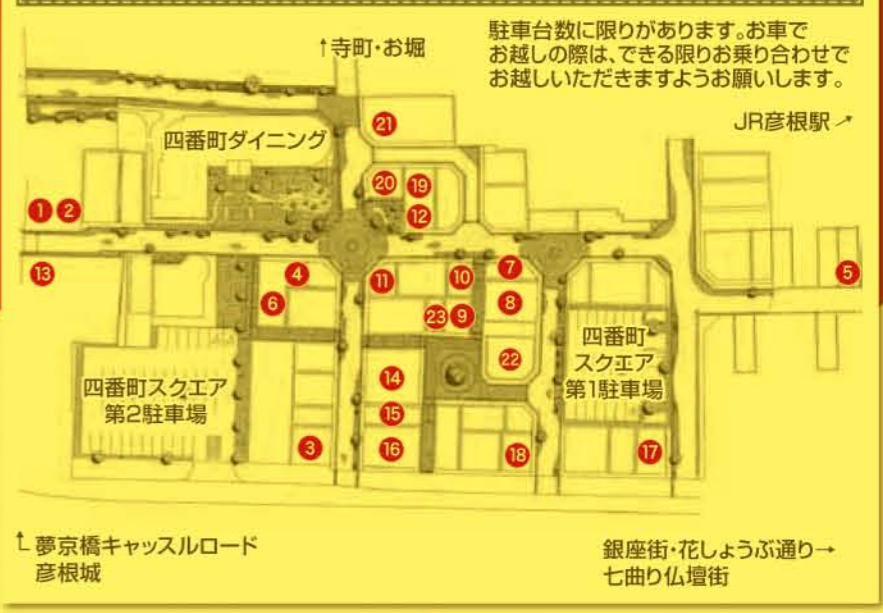 駐車台数に限りがあります。お車で
お越しの際は、できる限りお乗り合わせで
お越しいただきますようお願いします。
↑寺町・お堀
JR彦根駅↗
四番町ダイニング
21
20 19
12
1 2
13
4
6
11
10
7
5
8
23 9
22
四番町
スクエア
第1駐車場
四番町スクエア
第2駐車場
14
15
16
3
18
17
夢京橋キャッスルロード
彦根城
銀座街・花しょうぶ通り→
七曲り仏壇街